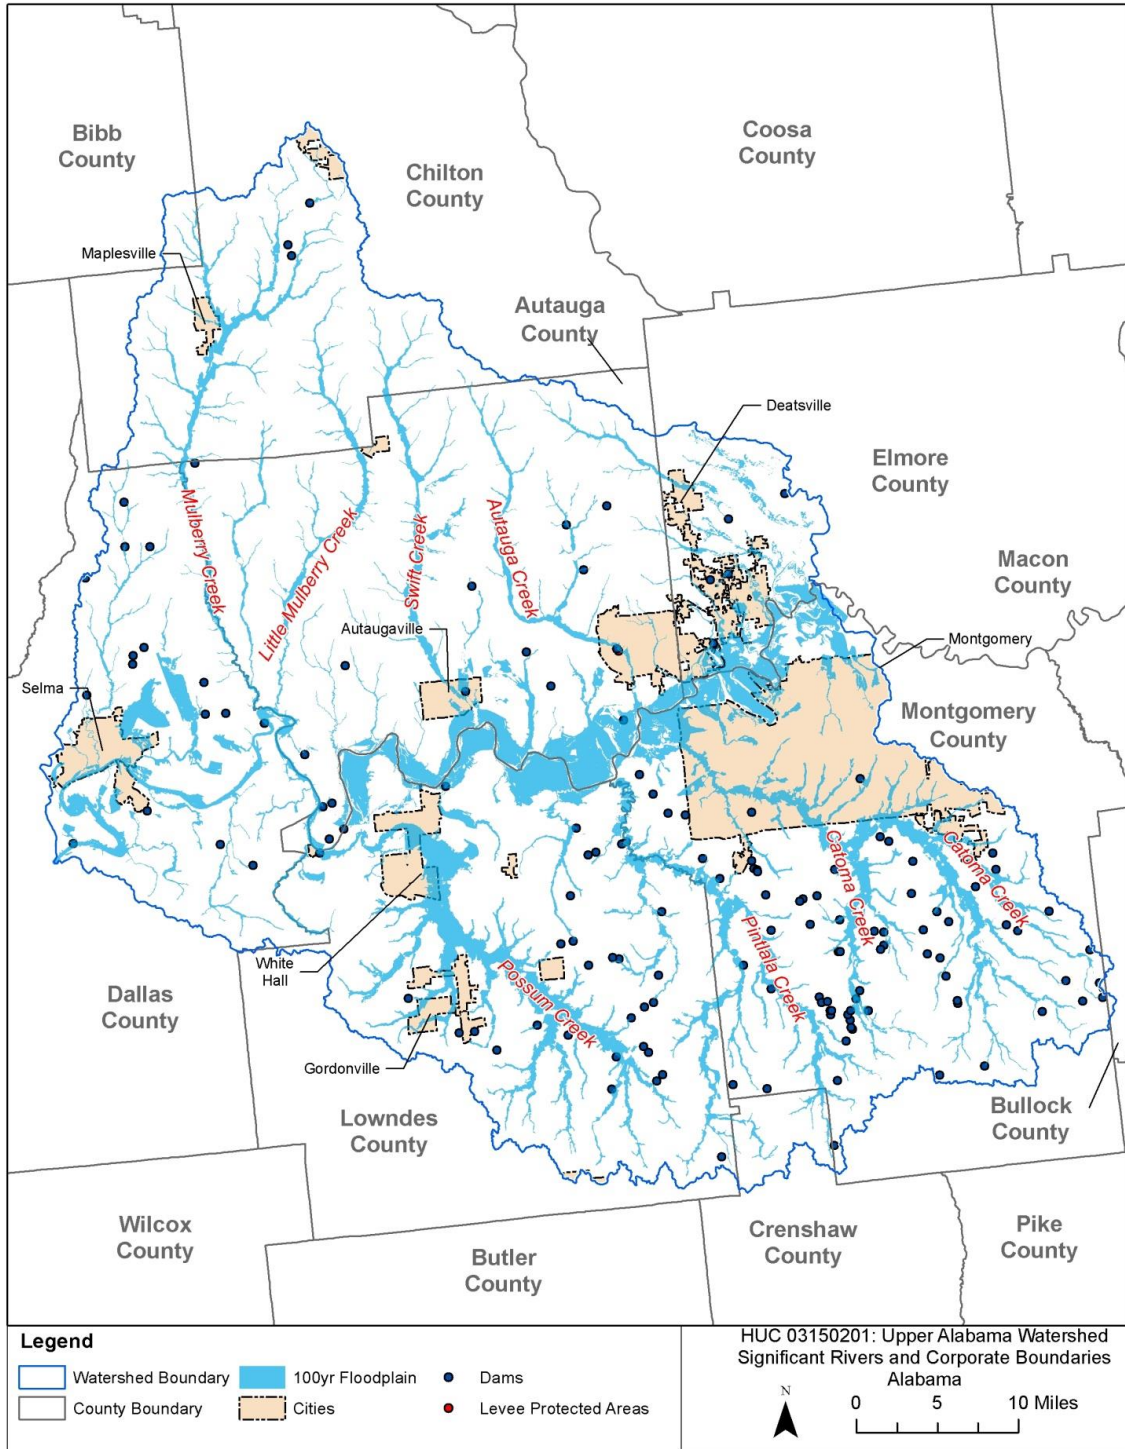 Bibb
County
Coosa
County
Chilton
County
Maplesville
Autauga
County
Deatsville
Elmore
County
Macon
County
Mulberry Creek
Little Mulberry Creek
Swift Creek
Autauga Creek
Autaugaville
Montgomery
Selma
Montgomery
County
Catoma Creek
Catoma Creek
Pintlala Creek
Possum Creek
White
Hall
Dallas
County
Gordonville
Lowndes
County
Bullock
County
Wilcox
County
Butler
County
Crenshaw
County
Pike
County
Legend
Watershed Boundary
100yr Floodplain
Dams
County Boundary
Cities
Levee Protected Areas
HUC 03150201: Upper Alabama Watershed
Significant Rivers and Corporate Boundaries
Alabama
N
0 5 10 Miles